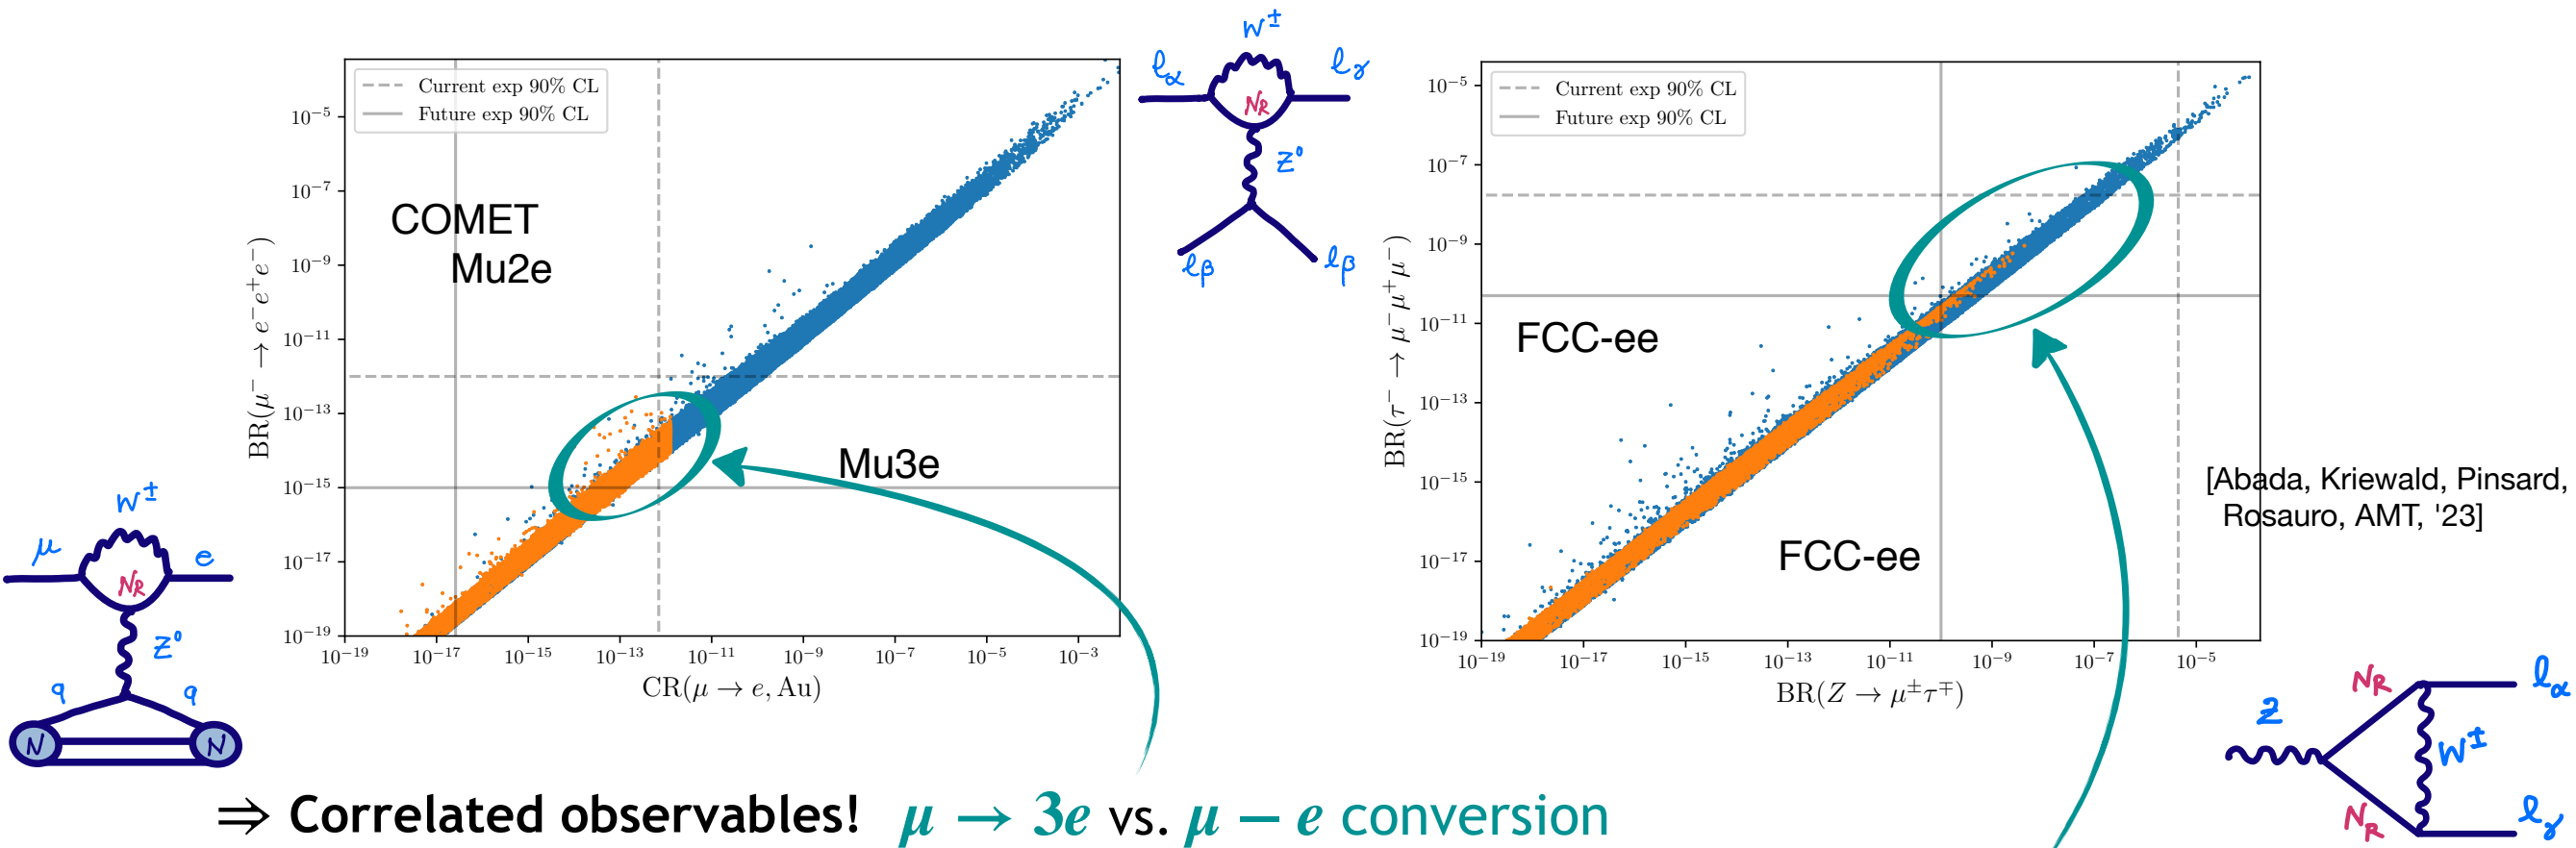 Current exp 90% CL
Future exp 90% CL
COMET
Mu2e
Mu3e
BR(μ⁻ → e⁻e⁺e⁻)
10⁻⁵
10⁻⁷
10⁻⁹
10⁻¹¹
10⁻¹³
10⁻¹⁵
10⁻¹⁷
10⁻¹⁹
10⁻¹⁹ 10⁻¹⁷ 10⁻¹⁵ 10⁻¹³ 10⁻¹¹ 10⁻⁹ 10⁻⁷ 10⁻⁵ 10⁻³
CR(μ → e, Au)
W±
μ e
N_R
Z⁰
q q
N N
W±
ℓα ℓγ
N_R
Z⁰
ℓβ ℓβ
Current exp 90% CL
Future exp 90% CL
FCC-ee
FCC-ee
BR(τ⁻ → μ⁻μ⁺μ⁻)
10⁻⁵
10⁻⁷
10⁻⁹
10⁻¹¹
10⁻¹³
10⁻¹⁵
10⁻¹⁷
10⁻¹⁹
10⁻¹⁹ 10⁻¹⁷ 10⁻¹⁵ 10⁻¹³ 10⁻¹¹ 10⁻⁹ 10⁻⁷ 10⁻⁵
BR(Z → μ±τ∓)
[Abada, Kriewald, Pinsard,
Rosauro, AMT, '23]
N_R ℓα
Z
W±
N_R ℓγ
⇒ Correlated observables! μ → 3e vs. μ − e conversion